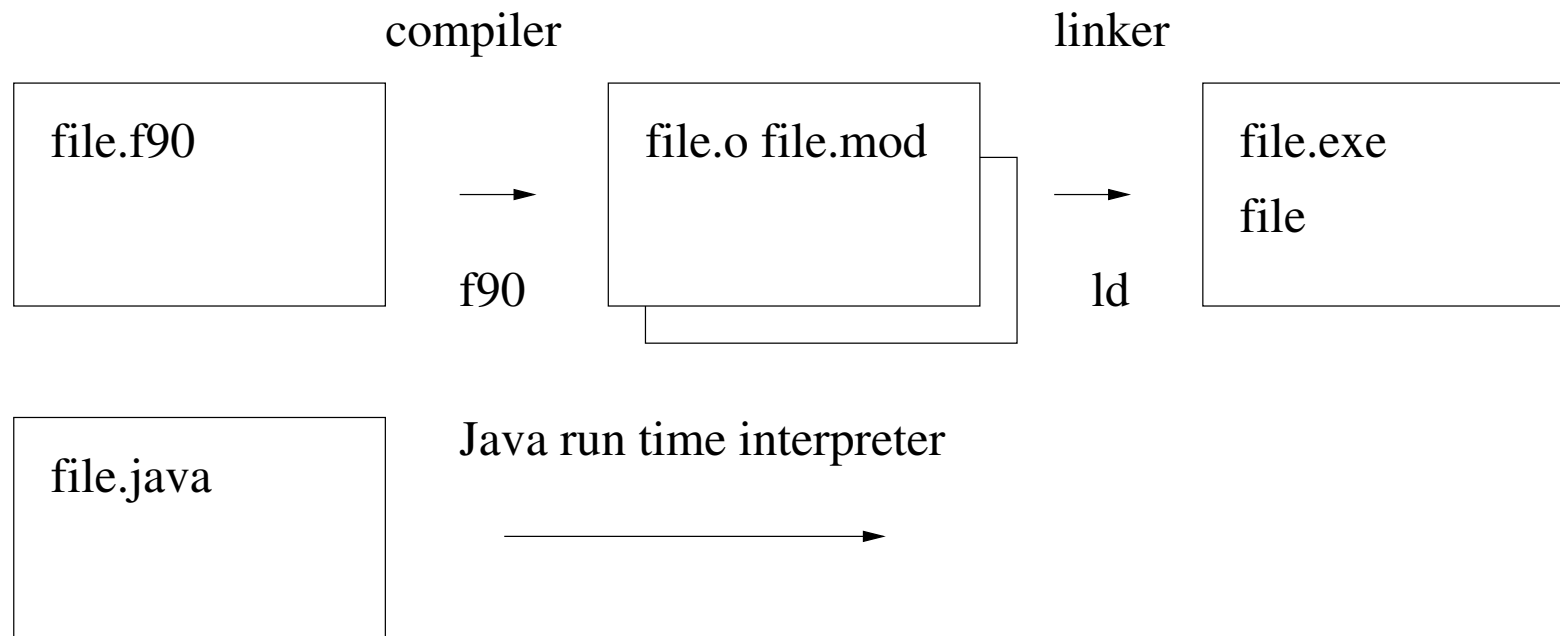 compiler
linker
file.f90
file.o file.mod
file.exe
file
f90
ld
Java run time interpreter
file.java